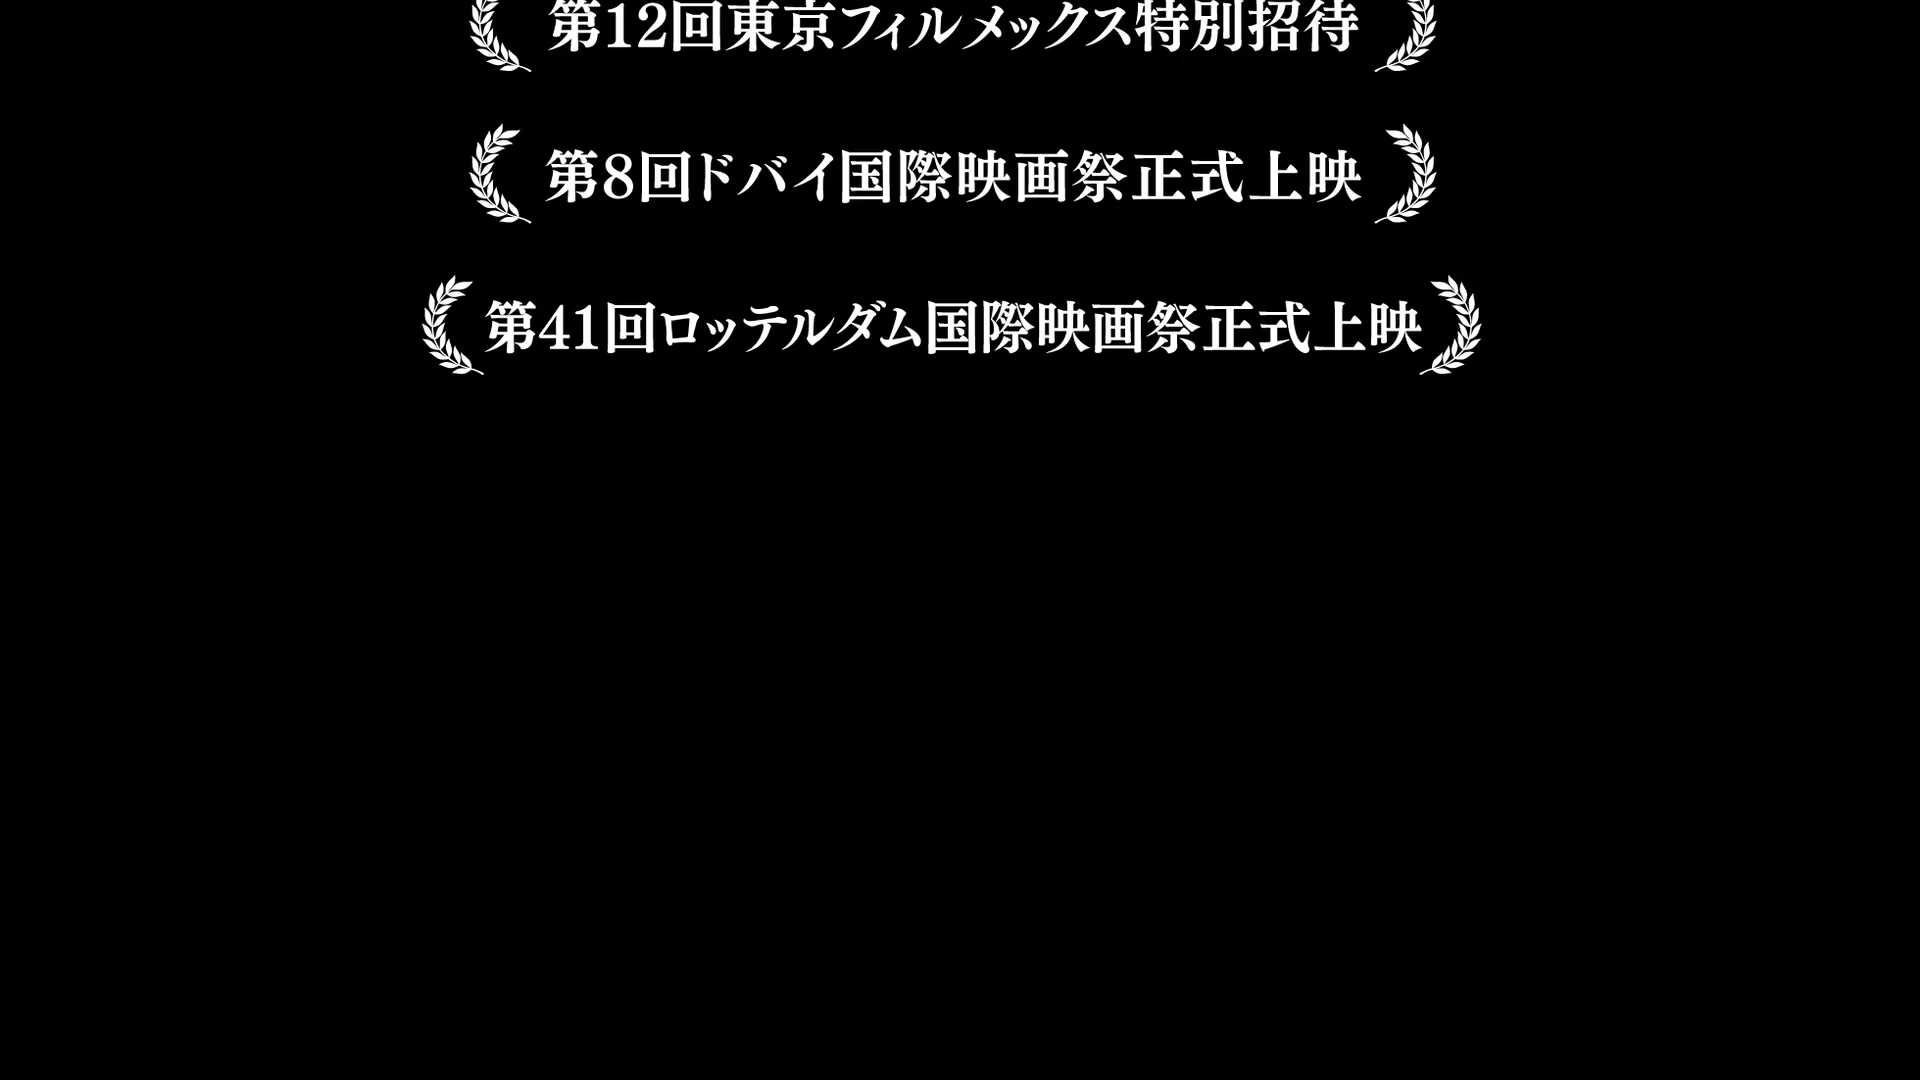 第12回東京フィルメックス特別招待
第8回ドバイ国際映画祭正式上映
第41回ロッテルダム国際映画祭正式上映